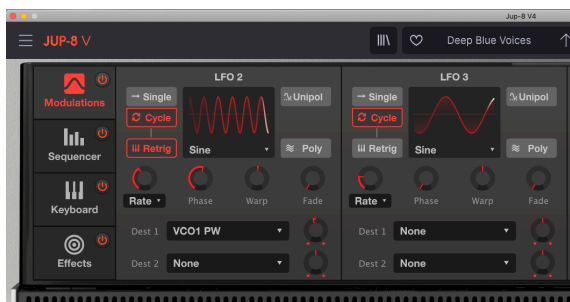 Jup-8 V4
JUP-8 V
Deep Blue Voices
Modulations
Sequencer
Keyboard
Effects
LFO 2
Single
Unipol
Cycle
Retrig
Sine
Poly
Rate
Phase
Warp
Fade
Dest 1
VCO1 PW
Dest 2
None
LFO 3
Single
Unipol
Cycle
Retrig
Sine
Poly
Rate
Phase
Warp
Fade
Dest 1
None
Dest 2
None